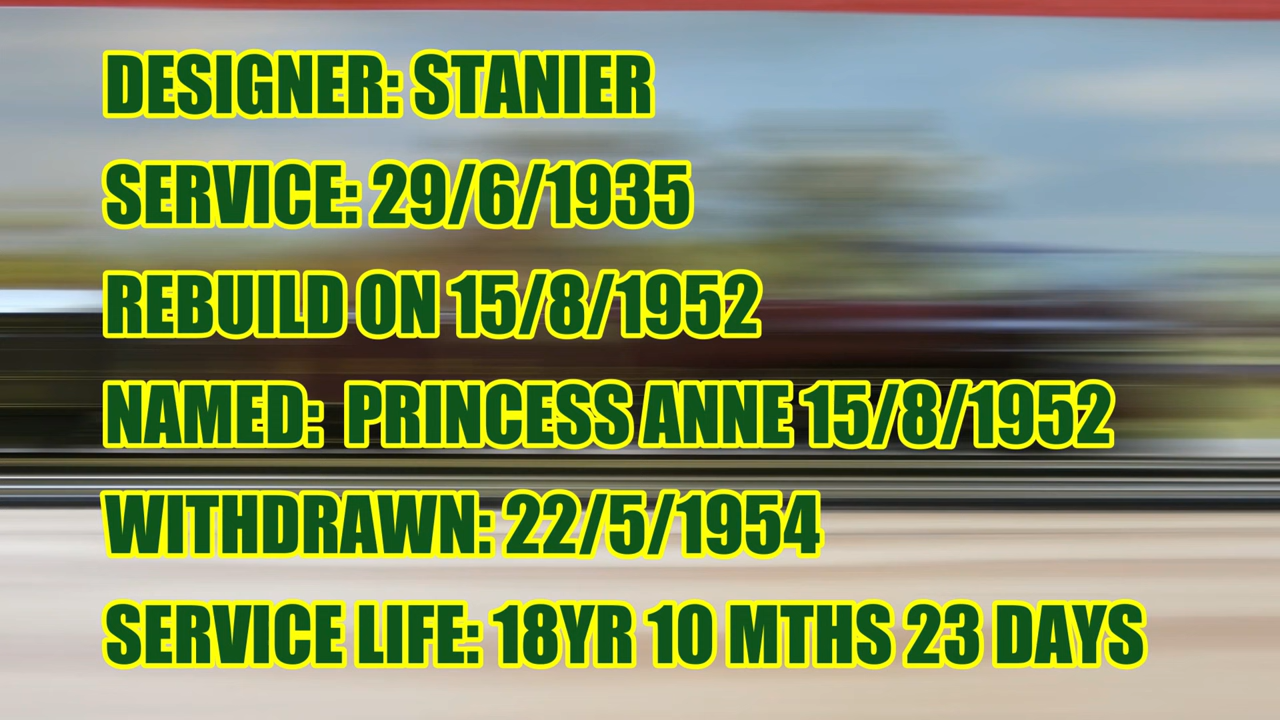 DESIGNER: STANIER
SERVICE: 29/6/1935
REBUILD ON 15/8/1952
NAMED: PRINCESS ANNE 15/8/1952
WITHDRAWN: 22/5/1954
SERVICE LIFE: 18YR 10 MTHS 23 DAYS